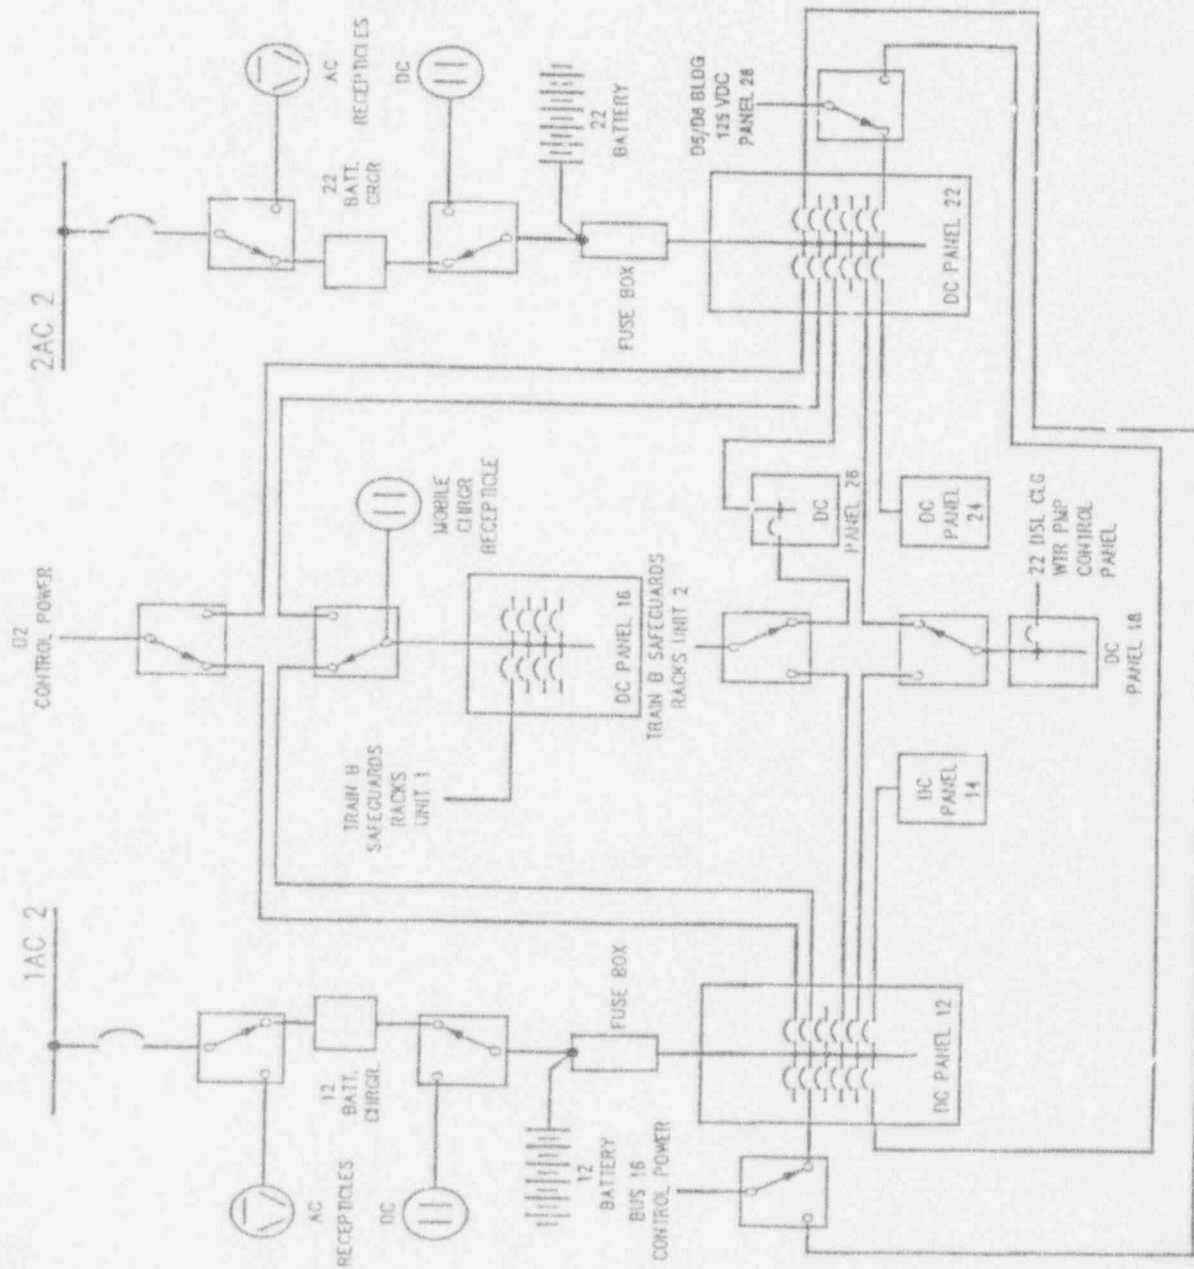 2AC 2
AC
RECEPTICLES
DC
22
BATT.
CRGR
22
BATTERY
FUSE BOX
D5/D6 BLDG
125 VDC
PANEL 28
DC PANEL 22
D2
CONTROL POWER
MOBILE
CHRGR
RECEPTICLE
DC PANEL 16
TRAIN B
SAFEGUARDS
RACKS
UNIT 1
TRAIN B SAFEGUARDS
RACKS UNIT 2
DC
PANEL 26
DC
PANEL
24
22 DSL CLG
WTR PMP
CONTROL
PANEL
DC
PANEL 18
DC
PANEL
14
1AC 2
12
BATT.
CHRGR.
AC
RECEPTICLES
DC
FUSE BOX
12
BATTERY
BUS 16
CONTROL POWER
DC PANEL 12